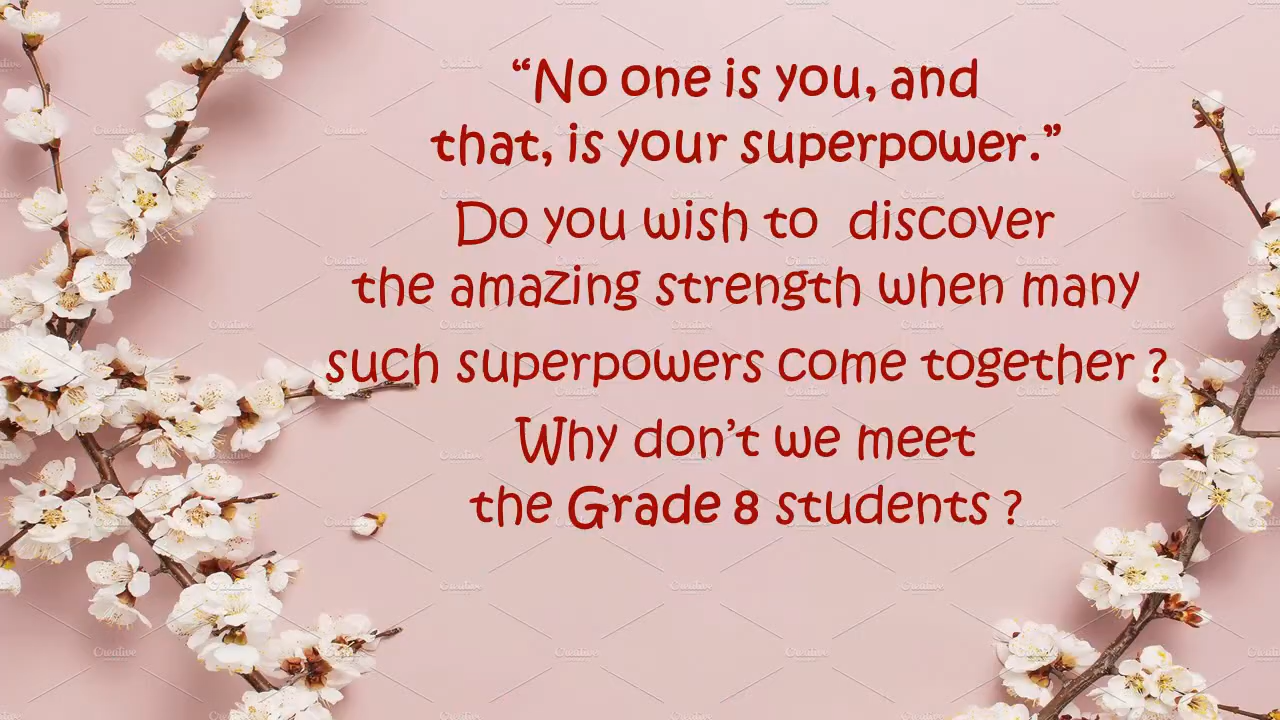 “No one is you, and
that, is your superpower.”
Do you wish to discover
the amazing strength when many
such superpowers come together ?
Why don’t we meet
the Grade 8 students ?